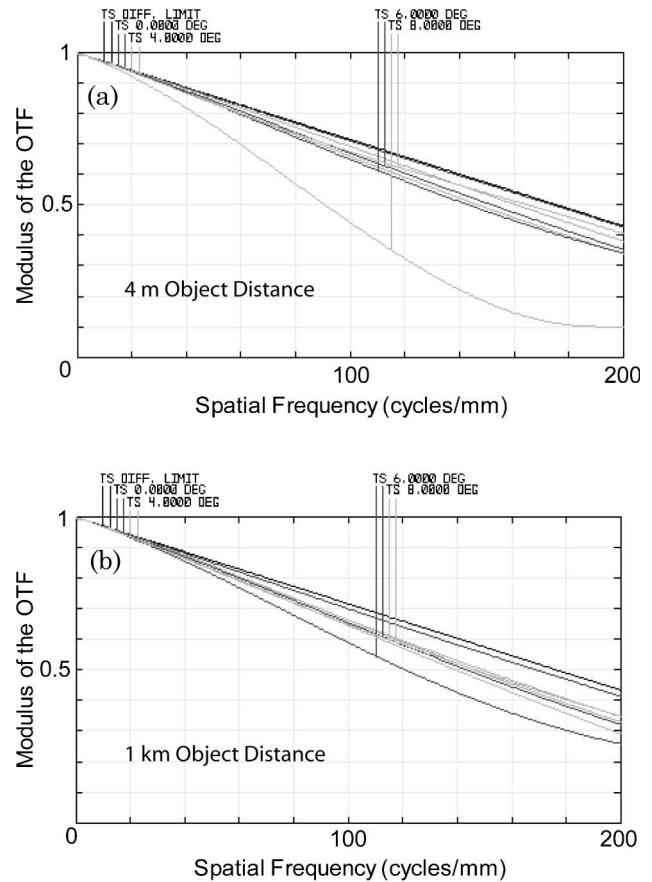 TS DIFF. LIMIT
TS 0.0000 DEG
TS 4.0000 DEG
TS 6.0000 DEG
TS 8.0000 DEG
1
(a)
0.5
Modulus of the OTF
4 m Object Distance
0
100
200
Spatial Frequency (cycles/mm)
TS DIFF. LIMIT
TS 0.0000 DEG
TS 4.0000 DEG
TS 6.0000 DEG
TS 8.0000 DEG
1
(b)
0.5
Modulus of the OTF
1 km Object Distance
0
0
100
200
Spatial Frequency (cycles/mm)